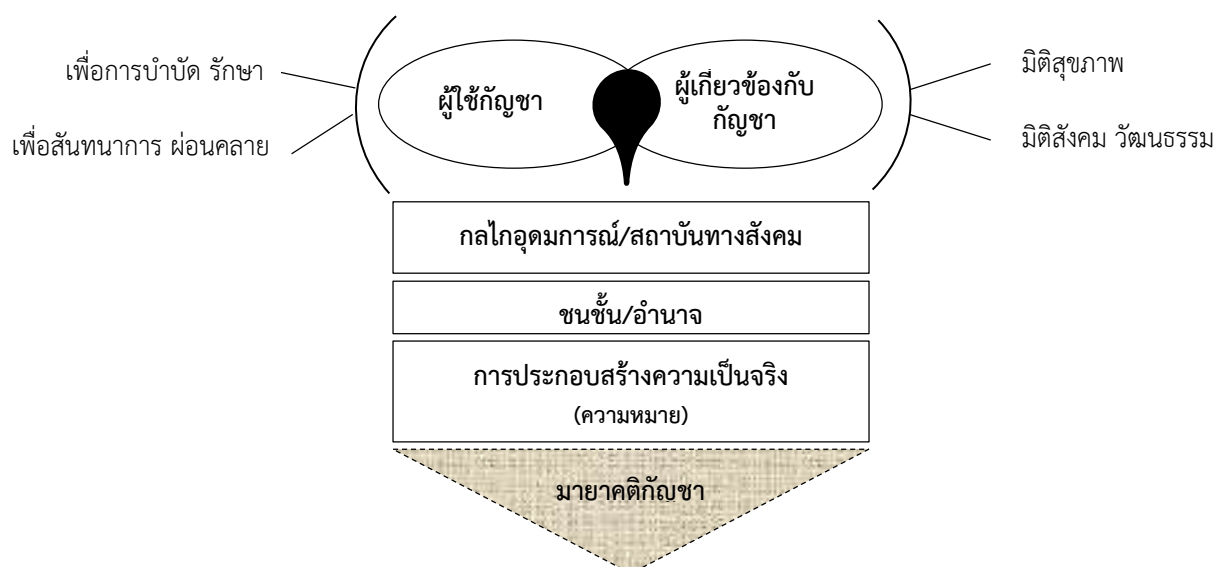 เพื่อการบำบัด รักษา
เพื่อสันทนาการ ผ่อนคลาย
ผู้ใช้กัญชา
ผู้เกี่ยวข้องกับ
กัญชา
มิติสุขภาพ
มิติสังคม วัฒนธรรม
กลไกอุดมการณ์/สถาบันทางสังคม
ชนชั้น/อำนาจ
การประกอบสร้างความเป็นจริง
(ความหมาย)
มายาคติกัญชา